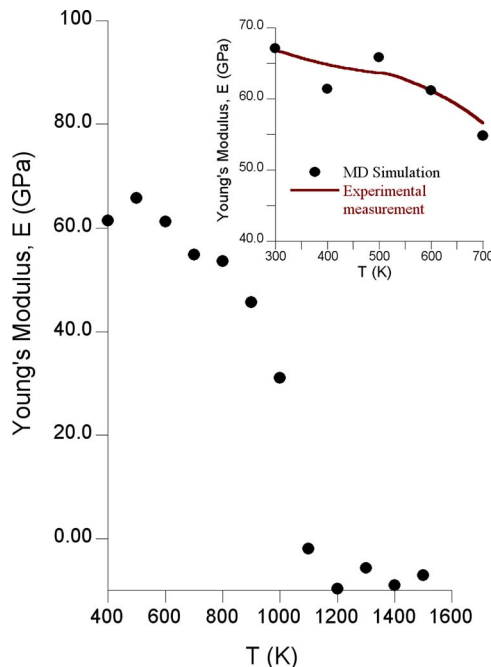 100
80.0
60.0
40.0
20.0
0.00
Young's Modulus, E (GPa)
400 600 800 1000 1200 1400 1600
T (K)
70.0
60.0
50.0
40.0
Young's Modulus, E (GPa)
MD Simulation
Experimental
measurement
300 400 500 600 700
T (K)